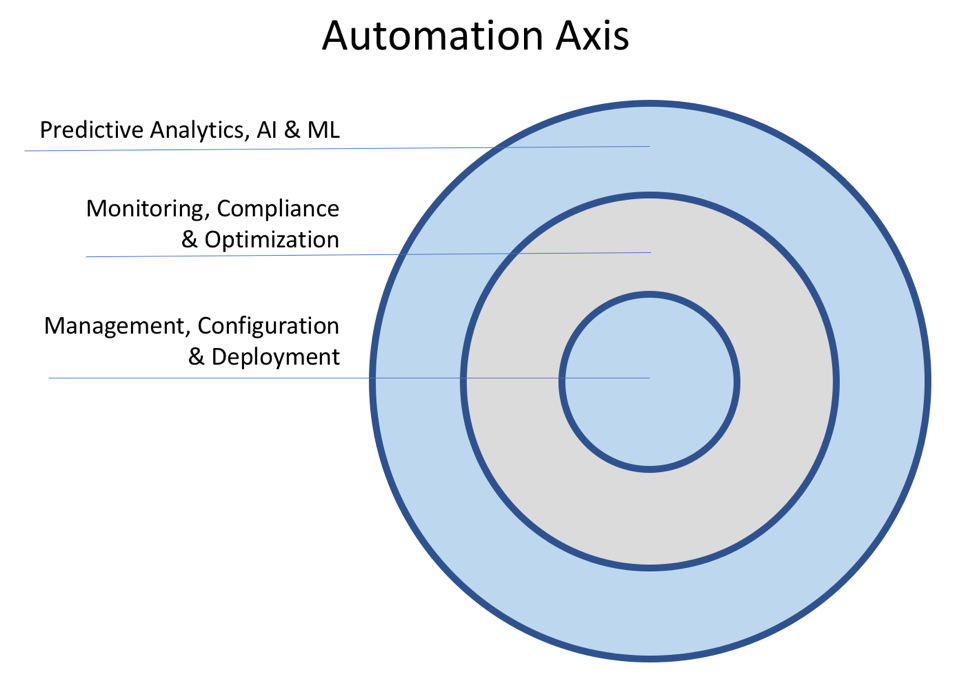 Automation Axis
Predictive Analytics, AI & ML
Monitoring, Compliance
& Optimization
Management, Configuration
& Deployment